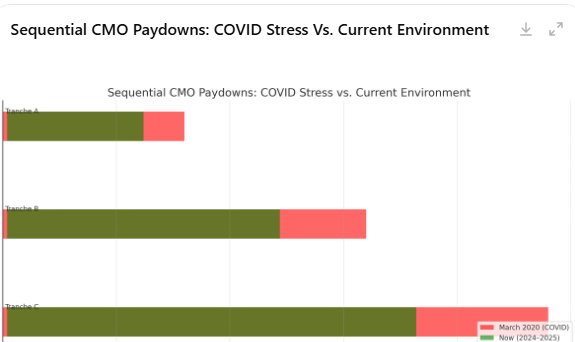 Sequential CMO Paydowns: COVID Stress Vs. Current Environment
Sequential CMO Paydowns: COVID Stress vs. Current Environment
Tranche A
Tranche B
Tranche C
March 2020 (COVID)
Now (2024-2025)